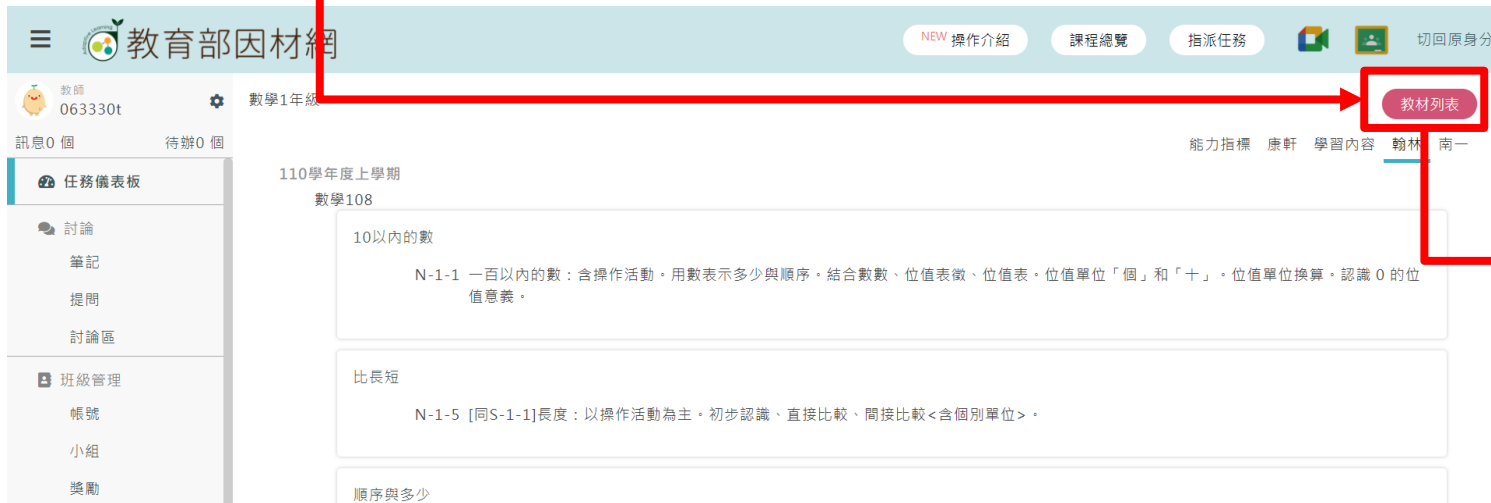 教育部因材網
NEW 操作介紹
課程總覽
指派任務
切回原身分
教師
063330t
訊息0 個
待辦0 個
任務儀表板
討論
筆記
提問
討論區
班級管理
帳號
小組
獎勵
數學1年級
教材列表
能力指標 康軒 學習內容 翰林 南一
110學年度上學期
數學108
10以內的數
N-1-1 一百以內的數：含操作活動。用數表示多少與順序。結合數數、位值表徵、位值表。位值單位「個」和「十」。位值單位換算。認識 0 的位
值意義。
比長短
N-1-5 [同S-1-1]長度：以操作活動為主。初步認識、直接比較、間接比較<含個別單位>。
順序與多少